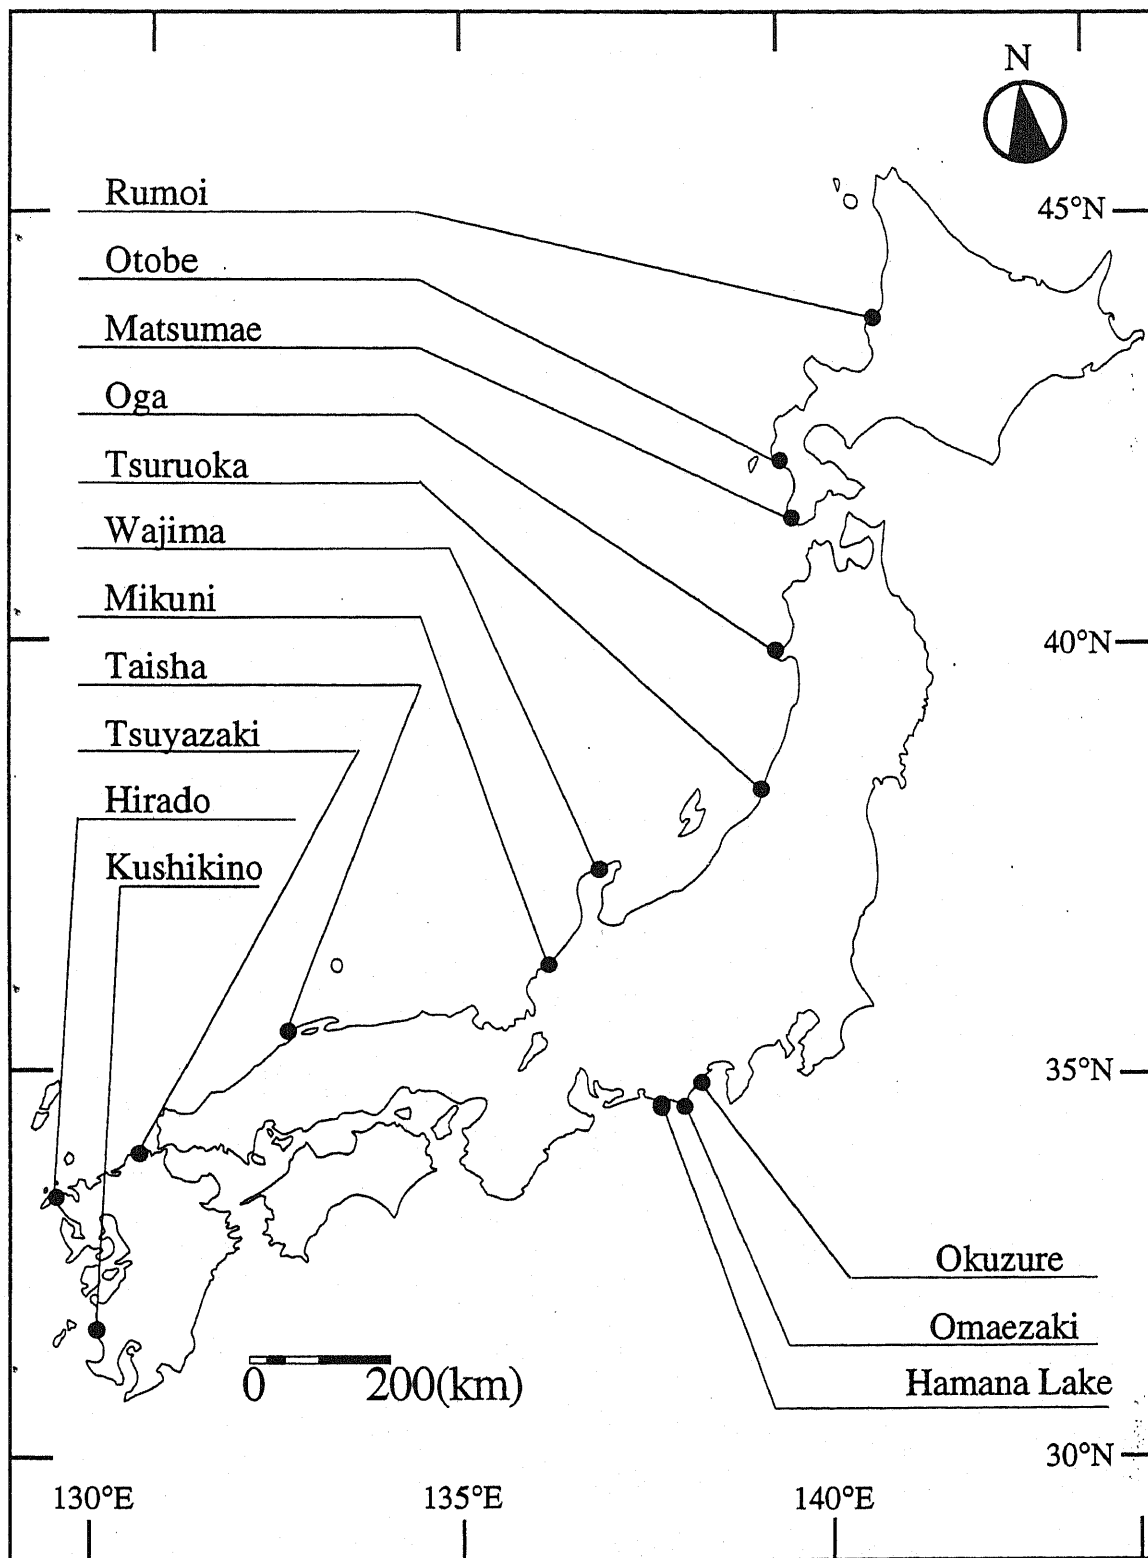 N
Rumoi
45°N
Otobe
Matsumae
Oga
Tsuruoka
Wajima
Mikuni
40°N
Taisha
Tsuyazaki
Hirado
Kushikino
35°N
Okuzure
Omaezaki
0 200(km)
Hamana Lake
30°N
130°E 135°E 140°E